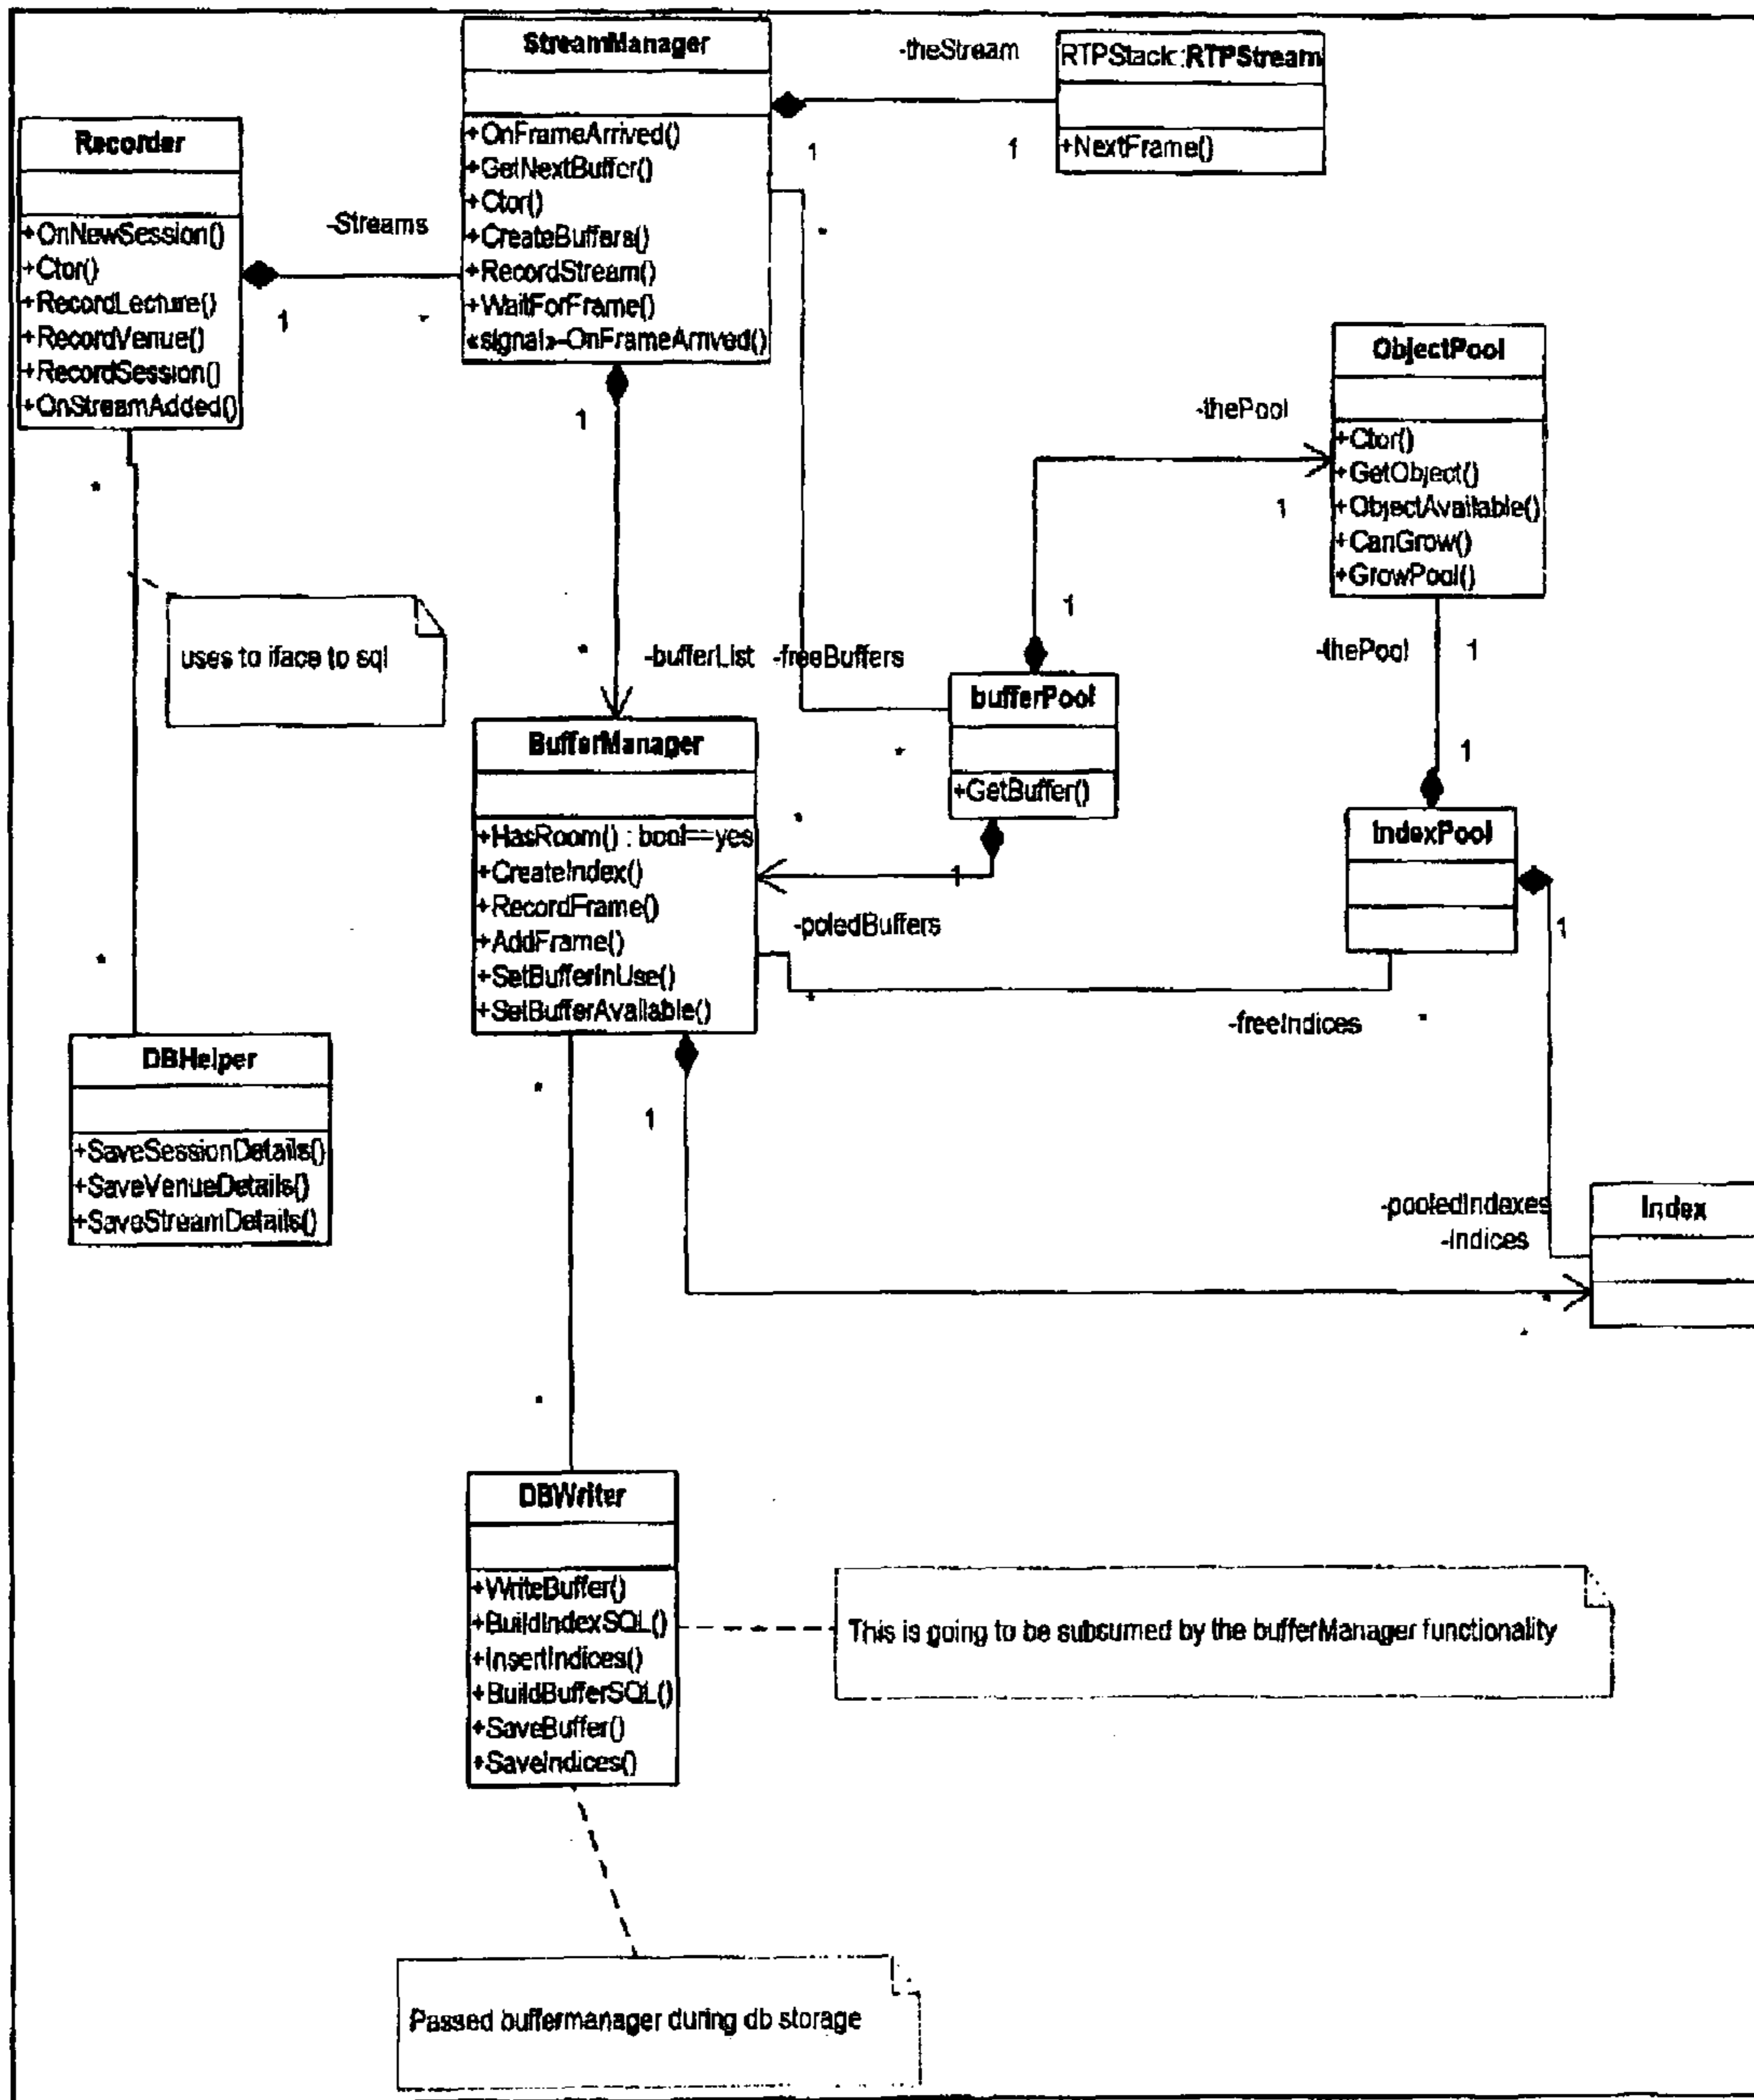 StreamManager
+OnFrameArrived()
+GetNextBuffer()
+Ctor()
+CreateBuffers()
+RecordStream()
+WaitForFrame()
«signal»-OnFrameArrived()
-theStream
1
1
RTPStack::RTPStream
+NextFrame()
Recorder
+OnNewSession()
+Ctor()
+RecordLecture()
+RecordVenue()
+RecordSession()
+OnStreamAdded()
-Streams
1
*
*
1
*
*
uses to iface to sql
*
-bufferList
-freeBuffers
*
ObjectPool
+Ctor()
+GetObject()
+ObjectAvailable()
+CanGrow()
+GrowPool()
-thePool
1
1
-thePool
1
1
bufferPool
+GetBuffer()
BufferManager
+HasRoom() : bool==yes
+CreateIndex()
+RecordFrame()
+AddFrame()
+SetBufferInUse()
+SetBufferAvailable()
*
1
-poledBuffers
IndexPool
1
*
-freeIndices
*
DBHelper
+SaveSessionDetails()
+SaveVenueDetails()
+SaveStreamDetails()
*
1
-pooledIndexes
-Indices
Index
*
*
*
DBWriter
+WriteBuffer()
+BuildIndexSQL()
+InsertIndices()
+BuildBufferSQL()
+SaveBuffer()
+SaveIndices()
This is going to be subsumed by the bufferManager functionality
Passed buffermanager during db storage